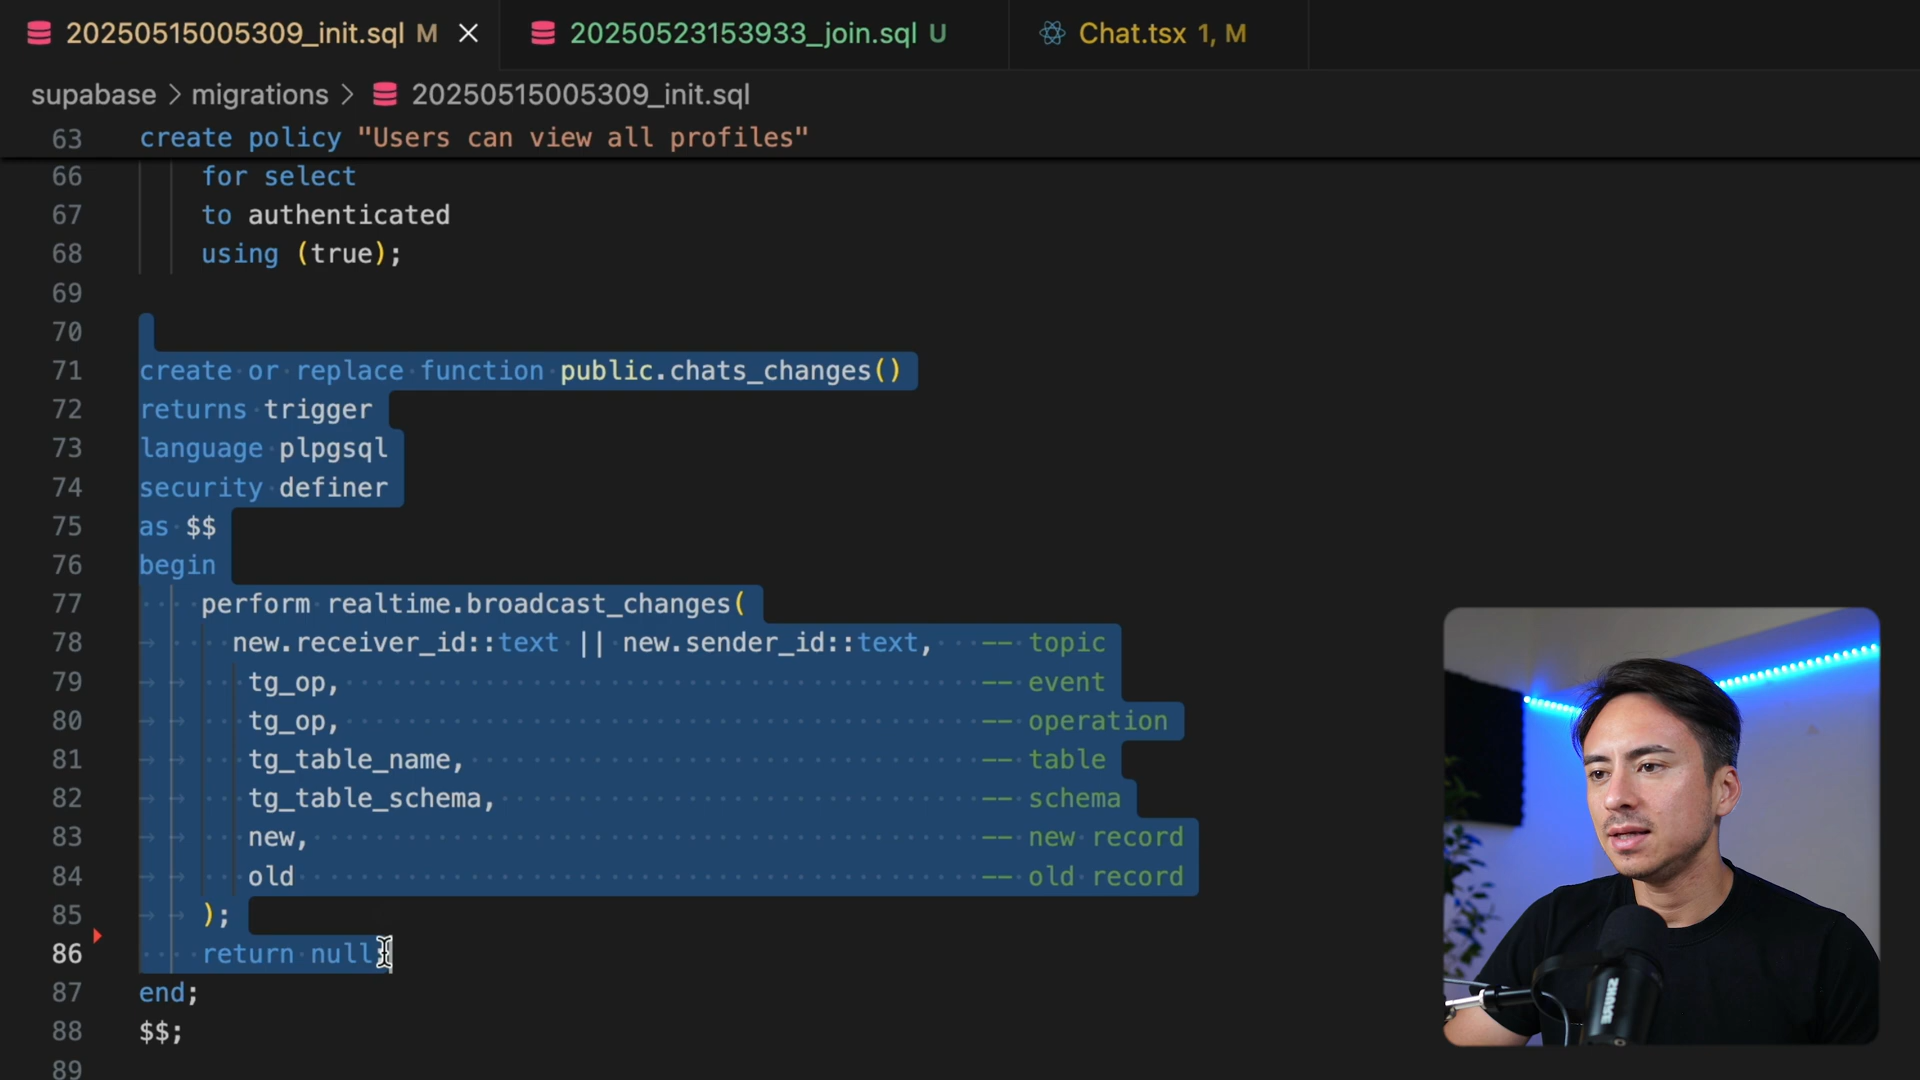 20250515005309_init.sql M
20250523153933_join.sql U
Chat.tsx 1, M
supabase > migrations > 20250515005309_init.sql
63 create policy "Users can view all profiles"
66 for select
67 to authenticated
68 using (true);
69
70
71 create or replace function public.chats_changes()
72 returns trigger
73 language plpgsql
74 security definer
75 as $$
76 begin
77 perform realtime.broadcast_changes(
78 new.receiver_id::text || new.sender_id::text, -- topic
79 tg_op, -- event
80 tg_op, -- operation
81 tg_table_name, -- table
82 tg_table_schema, -- schema
83 new, -- new record
84 old -- old record
85 );
86 return null
87 end;
88 $$;
89
SHURE